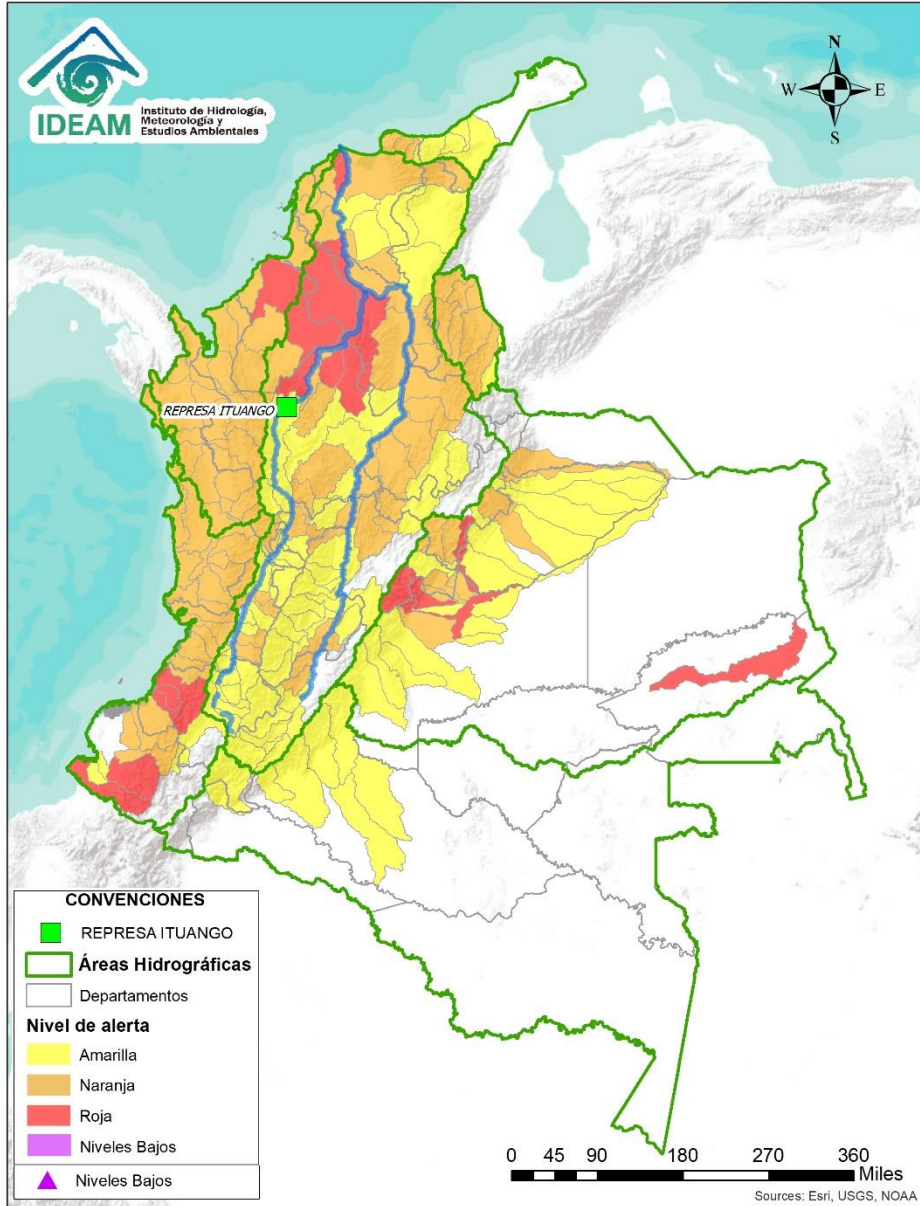 IDEAM
Instituto de Hidrología,
Meteorología y
Estudios Ambientales
N
W
E
S
REPRESA ITUANGO
CONVENCIONES
REPRESA ITUANGO
Áreas Hidrográficas
Departamentos
Nivel de alerta
Amarilla
Naranja
Roja
Niveles Bajos
Niveles Bajos
0 45 90 180 270 360
Miles
Sources: Esri, USGS, NOAA